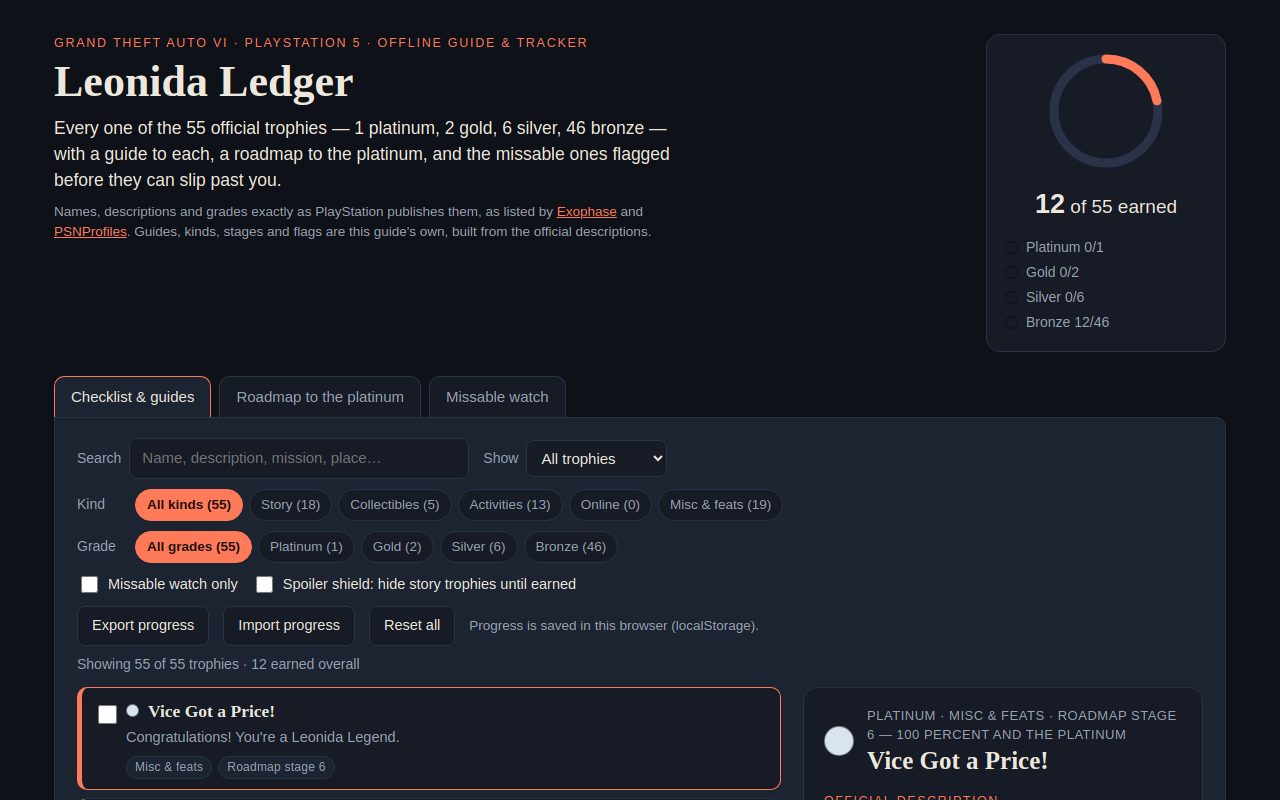 GRAND THEFT AUTO VI · PLAYSTATION 5 · OFFLINE GUIDE & TRACKER
Leonida Ledger
Every one of the 55 official trophies — 1 platinum, 2 gold, 6 silver, 46 bronze —
with a guide to each, a roadmap to the platinum, and the missable ones flagged
before they can slip past you.
Names, descriptions and grades exactly as PlayStation publishes them, as listed by Exophase and
PSNProfiles. Guides, kinds, stages and flags are this guide's own, built from the official descriptions.
12 of 55 earned
Platinum 0/1
Gold 0/2
Silver 0/6
Bronze 12/46
Checklist & guides
Roadmap to the platinum
Missable watch
Search
Name, description, mission, place…
Show
All trophies
Kind
All kinds (55)
Story (18)
Collectibles (5)
Activities (13)
Online (0)
Misc & feats (19)
Grade
All grades (55)
Platinum (1)
Gold (2)
Silver (6)
Bronze (46)
Missable watch only
Spoiler shield: hide story trophies until earned
Export progress
Import progress
Reset all
Progress is saved in this browser (localStorage).
Showing 55 of 55 trophies · 12 earned overall
Vice Got a Price!
Congratulations! You're a Leonida Legend.
Misc & feats
Roadmap stage 6
PLATINUM · MISC & FEATS · ROADMAP STAGE
6 — 100 PERCENT AND THE PLATINUM
Vice Got a Price!
OFFICIAL DESCRIPTION